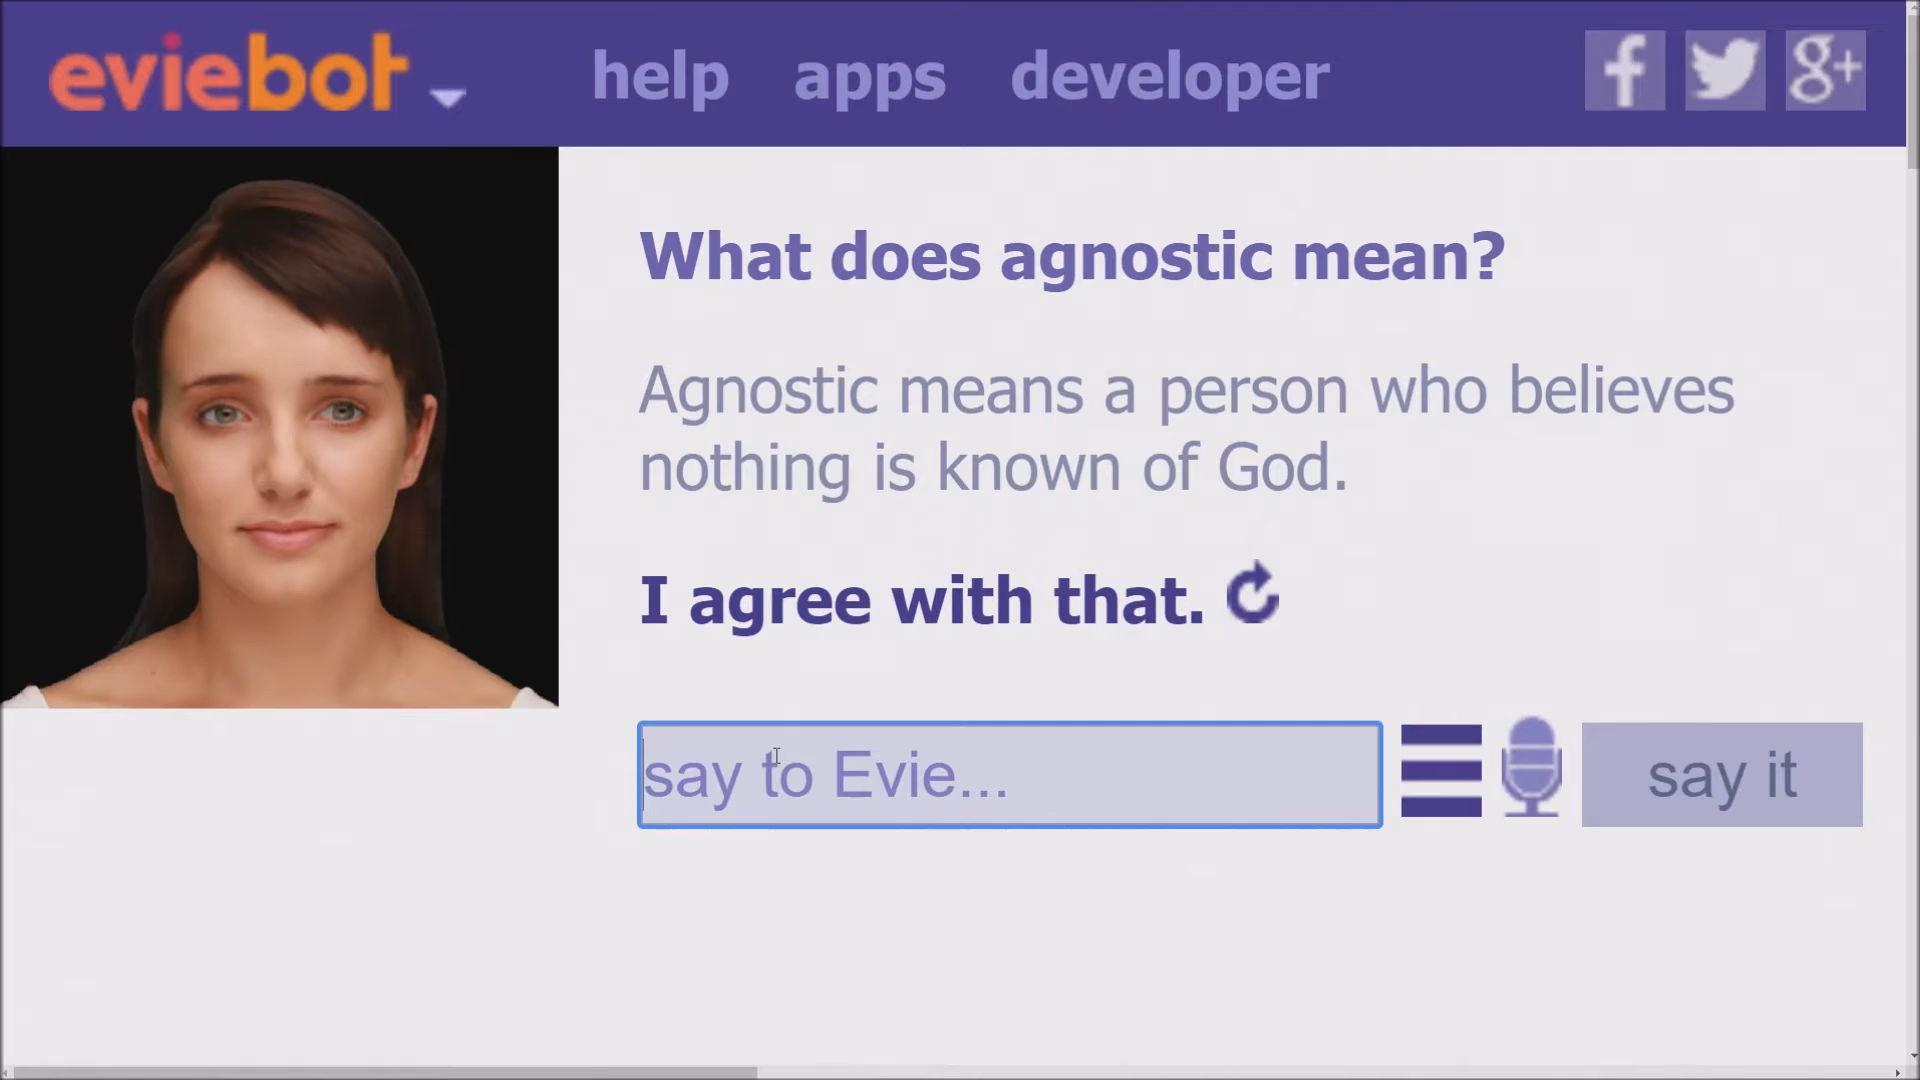 eviebot
help
apps
developer
f
g+
What does agnostic mean?
Agnostic means a person who believes
nothing is known of God.
I agree with that.
say to Evie...
say it